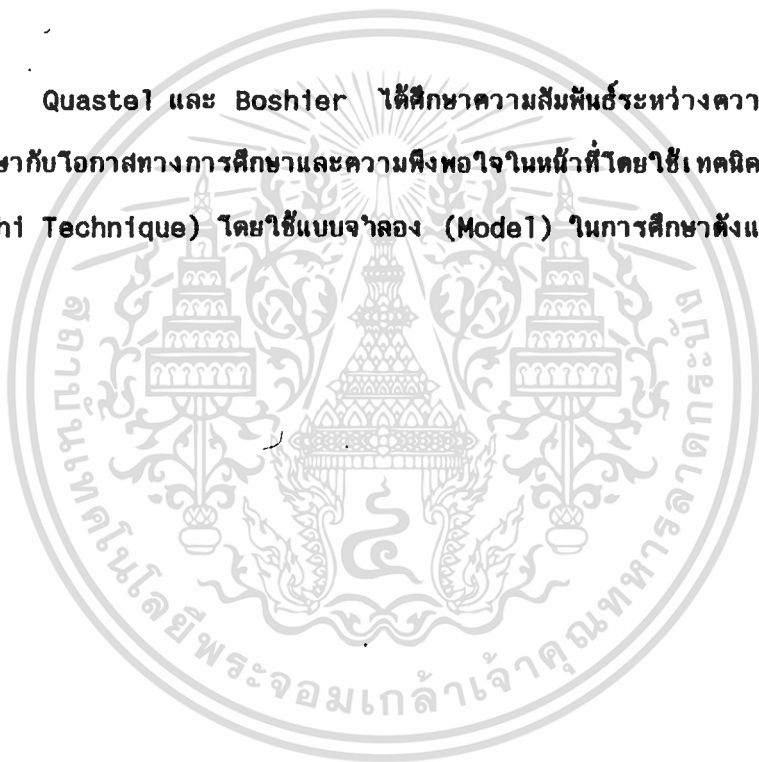 Quastel และ Boshier ได้ศึกษาความสัมพันธ์ระหว่างควา
ษากับโอกาสทางการศึกษาและความพึงพอใจในหน้าที่โดยใช้เทคนิค
hi Technique) โดยใช้แบบจำลอง (Model) ในการศึกษาดังแ
สถาบันเทคโนโลยีพระจอมเกล้าเจ้าคุณทหารลาดกระบัง